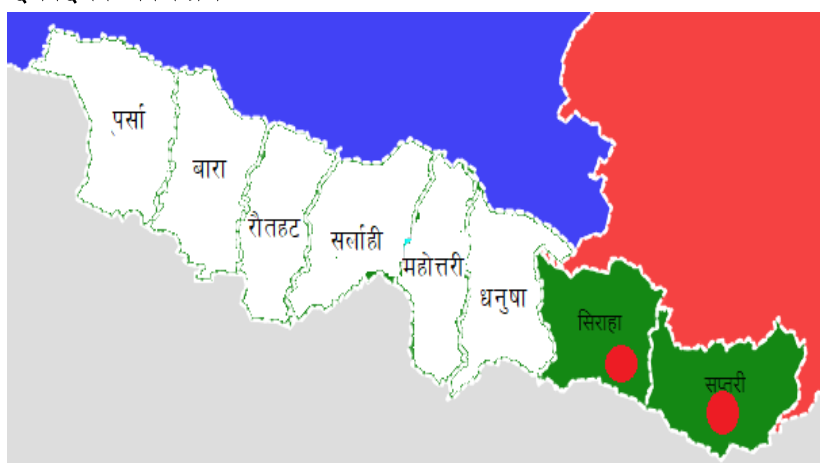 पर्सा
बारा
रौतहट
सर्लाही
महोत्तरी
धनुषा
सिराहा
सप्तरी